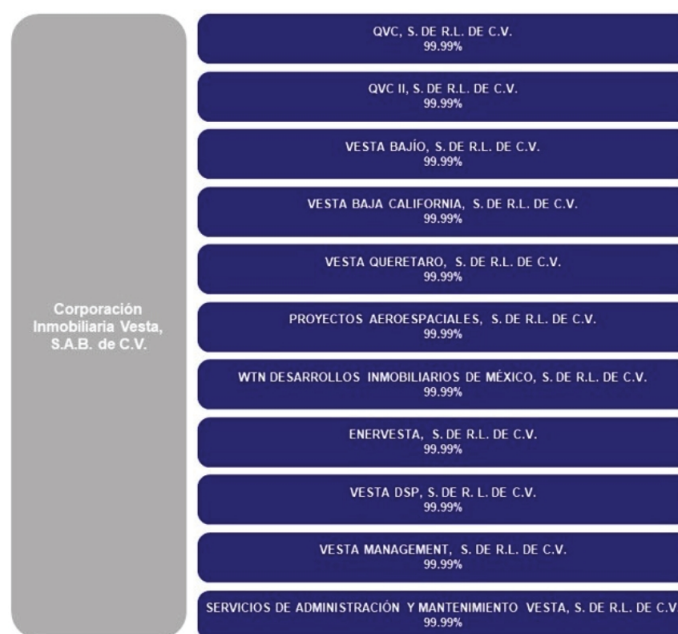 Corporación
Inmobiliaria Vesta,
S.A.B. de C.V.
QVC, S. DE R.L. DE C.V.
99.99%
QVC II, S. DE R.L. DE C.V.
99.99%
VESTA BAJÍO, S. DE R.L. DE C.V.
99.99%
VESTA BAJA CALIFORNIA, S. DE R.L. DE C.V.
99.99%
VESTA QUERETARO, S. DE R.L. DE C.V.
99.99%
PROYECTOS AEROESPACIALES, S. DE R.L. DE C.V.
99.99%
WTN DESARROLLOS INMOBILIARIOS DE MÉXICO, S. DE R.L. DE C.V.
99.99%
ENERVESTA, S. DE R.L. DE C.V.
99.99%
VESTA DSP, S. DE R. L. DE C.V.
99.99%
VESTA MANAGEMENT, S. DE R.L. DE C.V.
99.99%
SERVICIOS DE ADMINISTRACIÓN Y MANTENIMIENTO VESTA, S. DE R.L. DE C.V.
99.99%